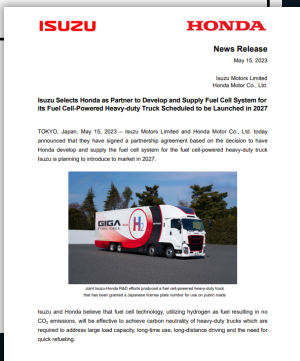 ISUZU HONDA
News Release
May 15, 2023
Isuzu Motors Limited
Honda Motor Co., Ltd.
Isuzu Selects Honda as Partner to Develop and Supply Fuel Cell System for
its Fuel Cell-Powered Heavy-duty Truck Scheduled to be Launched in 2027
TOKYO, Japan, May 15, 2023 – Isuzu Motors Limited and Honda Motor Co., Ltd. today
announced that they have signed a partnership agreement based on the decision to have
Honda develop and supply the fuel cell system for the fuel cell-powered heavy-duty truck
Isuzu is planning to introduce to market in 2027.
GIGA
FUEL CELL
H2
Joint Isuzu-Honda R&D efforts produced a fuel cell-powered heavy-duty truck
that has been granted a Japanese license plate number for use on public roads
Isuzu and Honda believe that fuel cell technology, utilizing hydrogen as fuel resulting in no
CO2 emissions, will be effective to achieve carbon neutrality of heavy-duty trucks which are
required to address large load capacity, long-time use, long-distance driving and the need for
quick refueling.